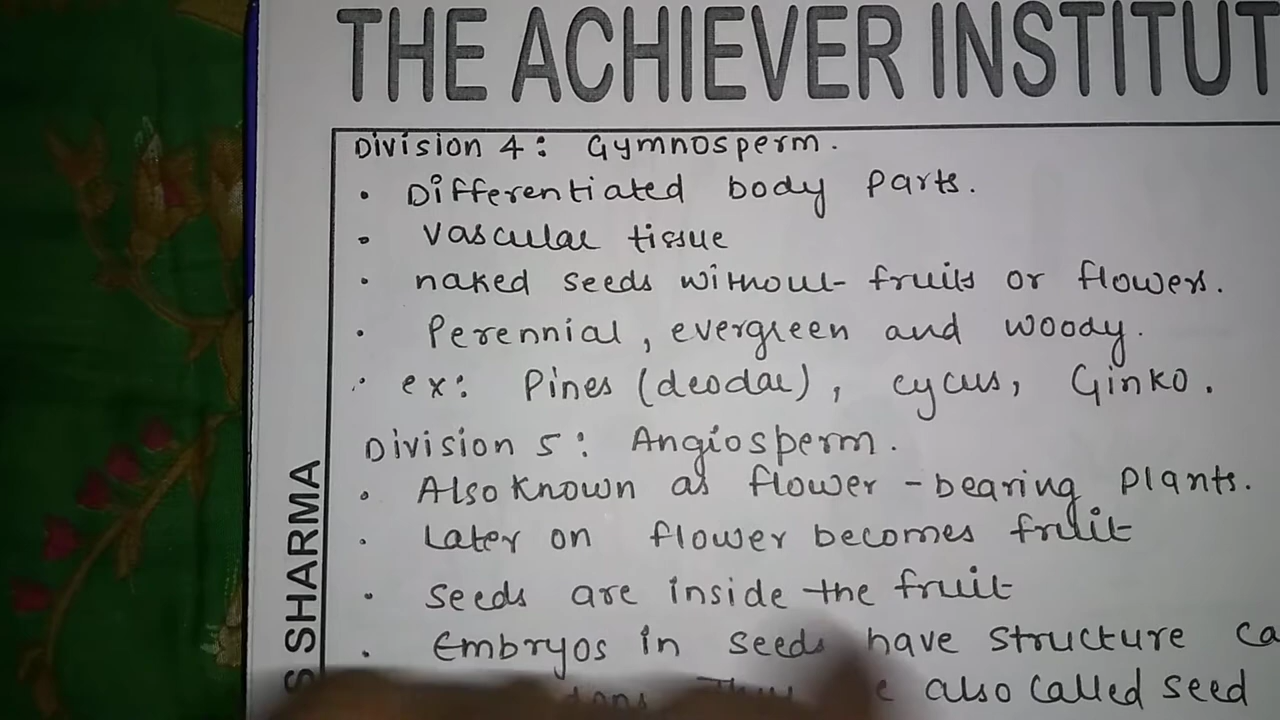 THE ACHIEVER INSTITUT
Division 4: Gymnosperm.
• Differentiated body parts.
• Vascular tissue
• naked seeds without fruits or flowers.
• Perennial, evergreen and woody.
• ex: Pines (deodar), cycus, Ginko.
Division 5: Angiosperm.
• Also Known as flower-bearing plants.
• Later on flower becomes fruit
• Seeds are inside the fruit
• Embryos in seeds have structure ca
also called seed
S SHARMA